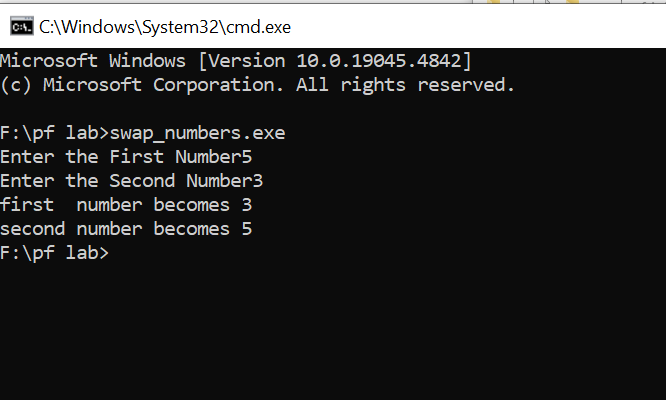 C:\Windows\System32\cmd.exe
Microsoft Windows [Version 10.0.19045.4842]
(c) Microsoft Corporation. All rights reserved.
F:\pf lab>swap_numbers.exe
Enter the First Number5
Enter the Second Number3
first  number becomes 3
second number becomes 5
F:\pf lab>